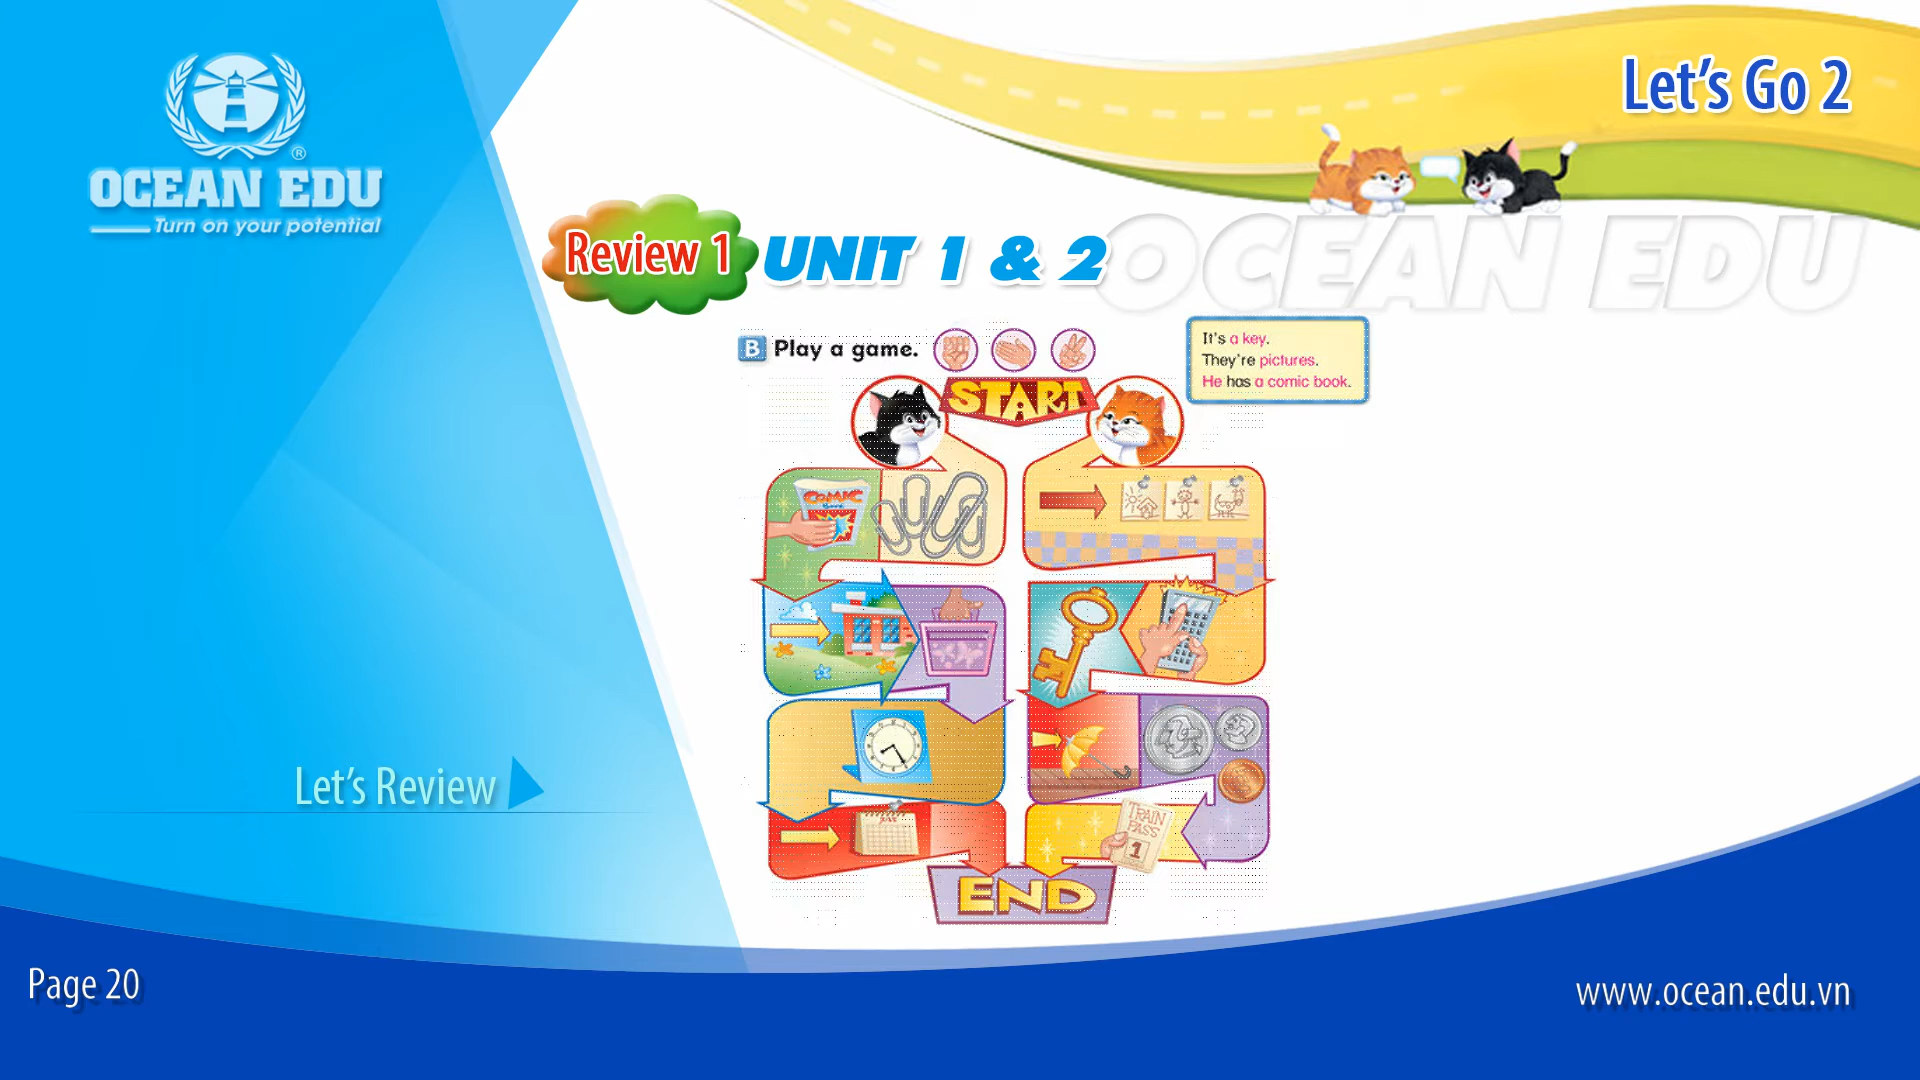 OCEAN EDU
Turn on your potential
Let's Go 2
OCEAN EDU
Review 1 UNIT 1 & 2
B Play a game.
It's a key.
They're pictures.
He has a comic book.
START
COMIC
TRAIN
PASS
1
END
Let's Review
Page 20
www.ocean.edu.vn